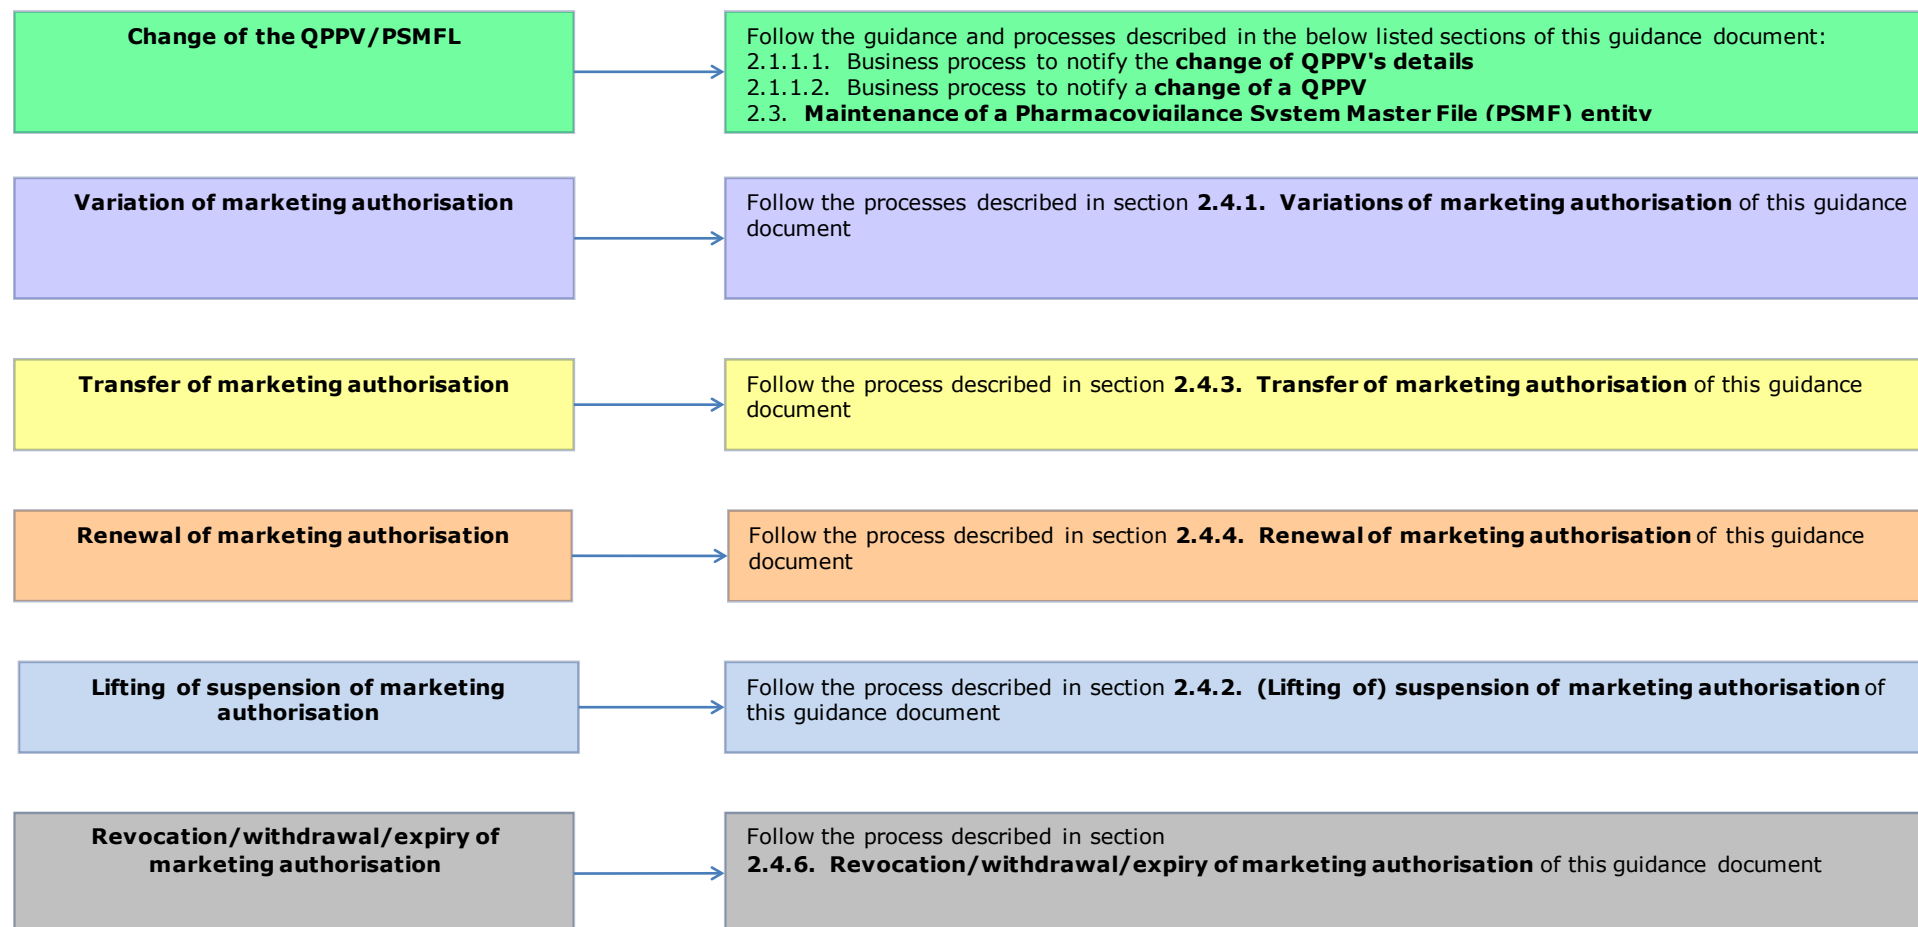 Change of the QPPV/PSMFL
Follow the guidance and processes described in the below listed sections of this guidance document:
2.1.1.1. Business process to notify the change of QPPV's details
2.1.1.2. Business process to notify a change of a QPPV
2.3. Maintenance of a Pharmacovigilance System Master File (PSMF) entity
Variation of marketing authorisation
Follow the processes described in section 2.4.1. Variations of marketing authorisation of this guidance
document
Transfer of marketing authorisation
Follow the process described in section 2.4.3. Transfer of marketing authorisation of this guidance
document
Renewal of marketing authorisation
Follow the process described in section 2.4.4. Renewal of marketing authorisation of this guidance
document
Lifting of suspension of marketing
authorisation
Follow the process described in section 2.4.2. (Lifting of) suspension of marketing authorisation of
this guidance document
Revocation/withdrawal/expiry of
marketing authorisation
Follow the process described in section
2.4.6. Revocation/withdrawal/expiry of marketing authorisation of this guidance document